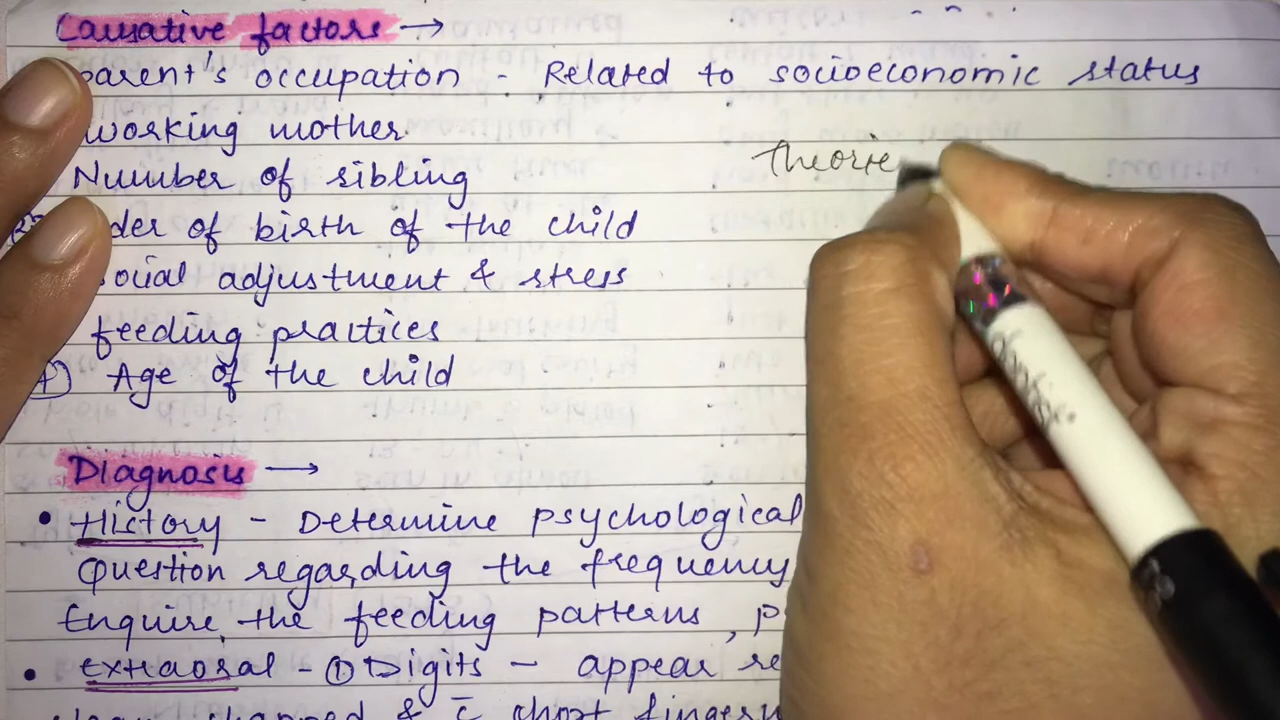 Causative factors →
parent's occupation - Related to socioeconomic status
working mother
Number of sibling
Theorie
der of birth of the child
ocial adjustment & stress
feeding practices
Age of the child
Diagnosis →
• History - Determine psychological
Question regarding the frequency
Enquire the feeding patterns, p
• Extraoral - ① Digits - appear re